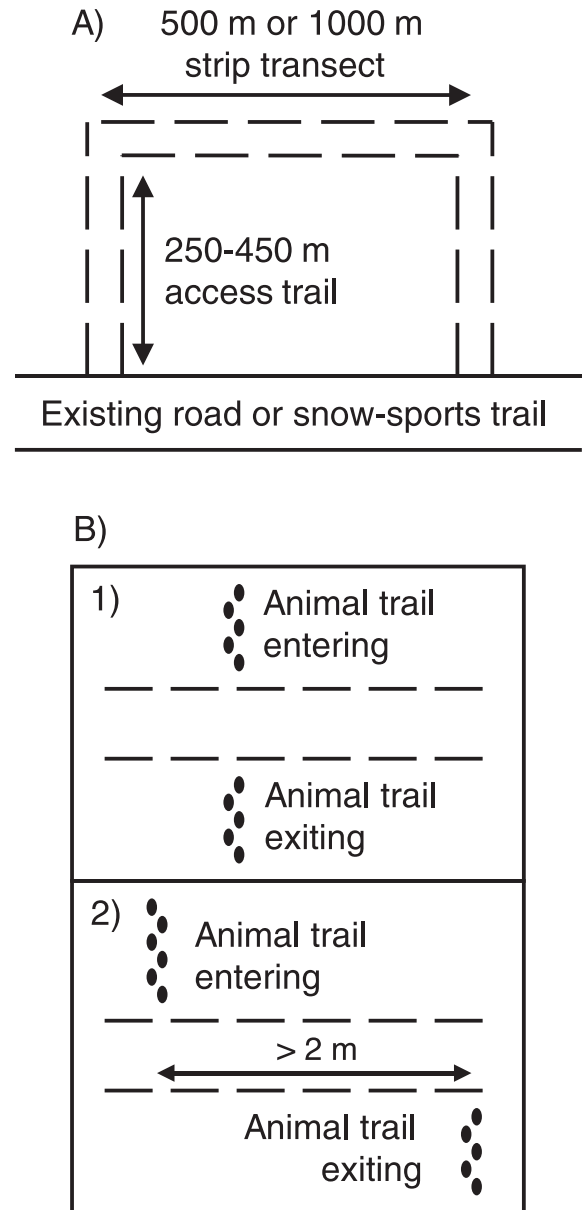 A)
500 m or 1000 m
strip transect
250-450 m
access trail
Existing road or snow-sports trail
B)
1)
Animal trail
entering
Animal trail
exiting
2)
Animal trail
entering
> 2 m
Animal trail
exiting